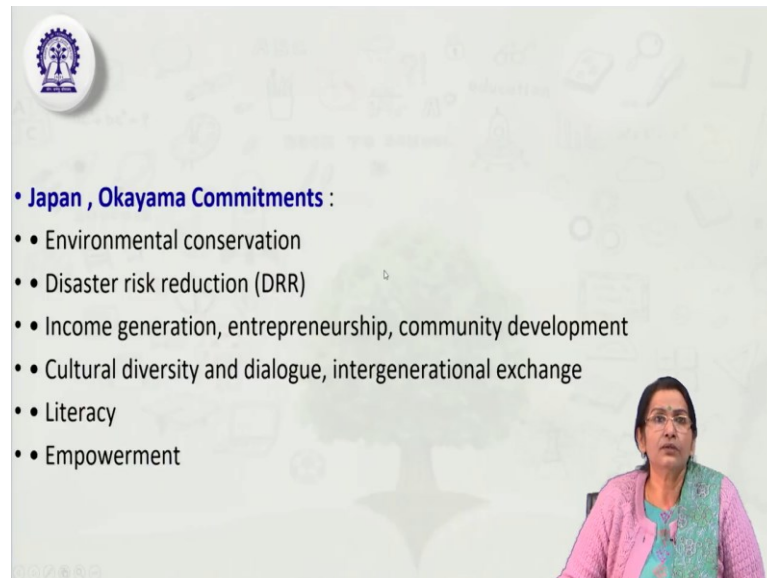 • Japan , Okayama Commitments :
• • Environmental conservation
• • Disaster risk reduction (DRR)
• • Income generation, entrepreneurship, community development
• • Cultural diversity and dialogue, intergenerational exchange
• • Literacy
• • Empowerment
education